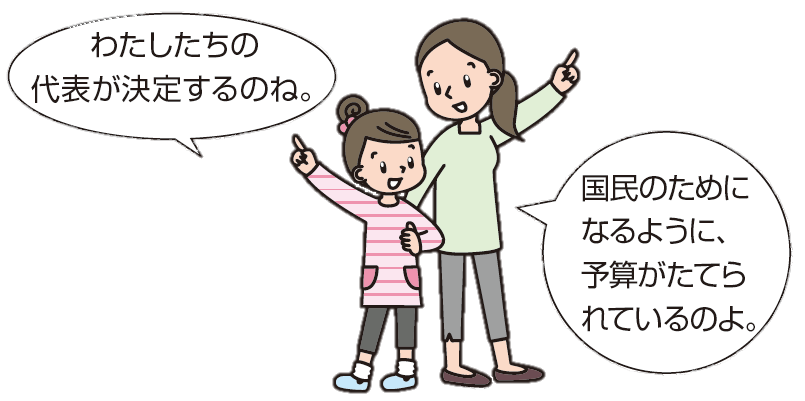 わたしたちの
代表が決定するのね。
国民のために
なるように、
予算がたてら
れているのよ。